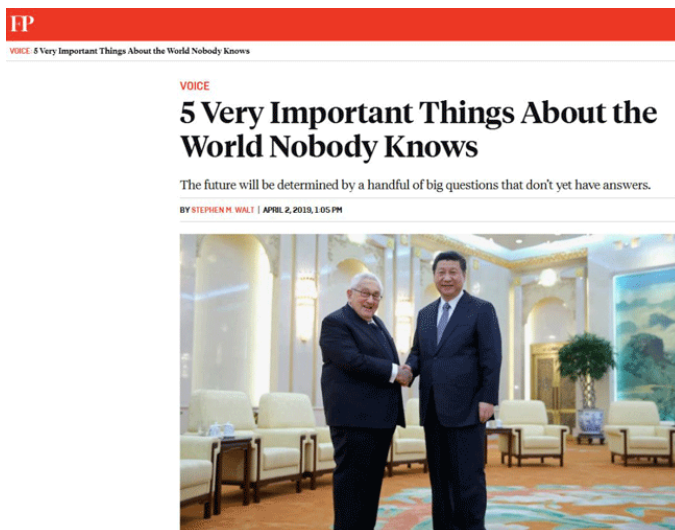 FP
VOICE 5 Very Important Things About the World Nobody Knows
VOICE
5 Very Important Things About the
World Nobody Knows
The future will be determined by a handful of big questions that don't yet have answers.
BY STEPHEN M. WALT | APRIL 2, 2019, 1:05 PM